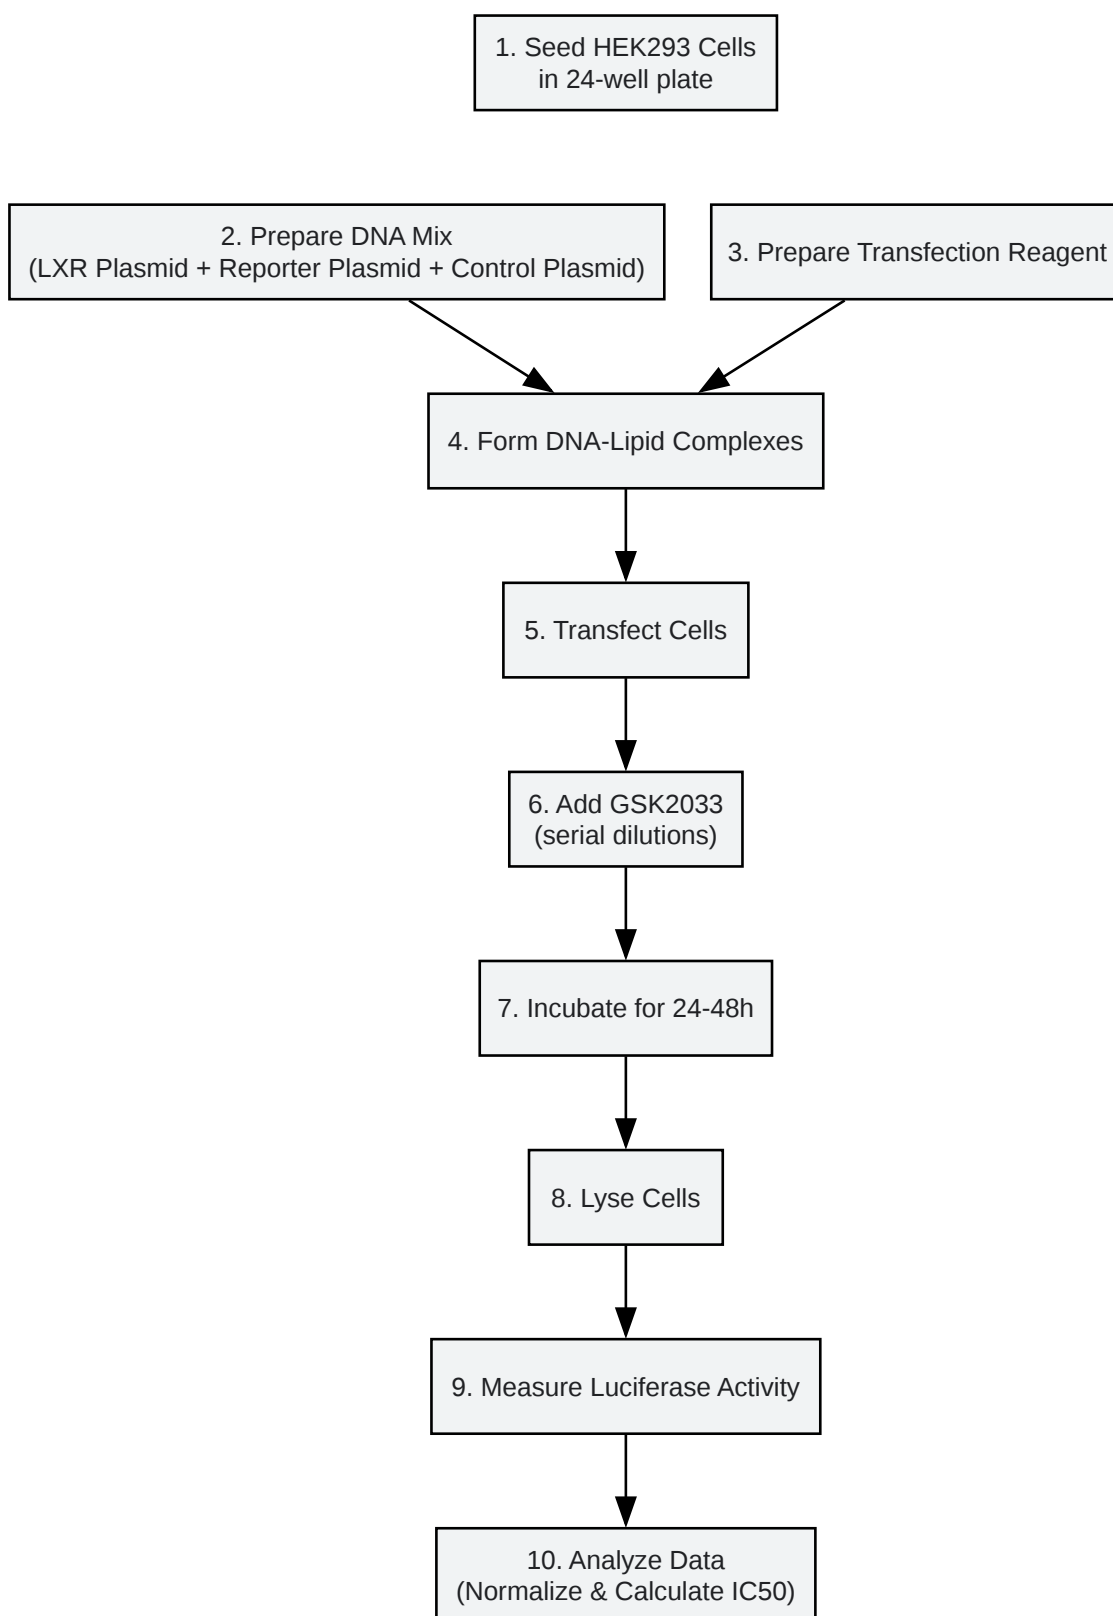 1. Seed HEK293 Cells
in 24-well plate
2. Prepare DNA Mix
(LXR Plasmid + Reporter Plasmid + Control Plasmid)
3. Prepare Transfection Reagent
4. Form DNA-Lipid Complexes
5. Transfect Cells
6. Add GSK2033
(serial dilutions)
7. Incubate for 24-48h
8. Lyse Cells
9. Measure Luciferase Activity
10. Analyze Data
(Normalize & Calculate IC50)